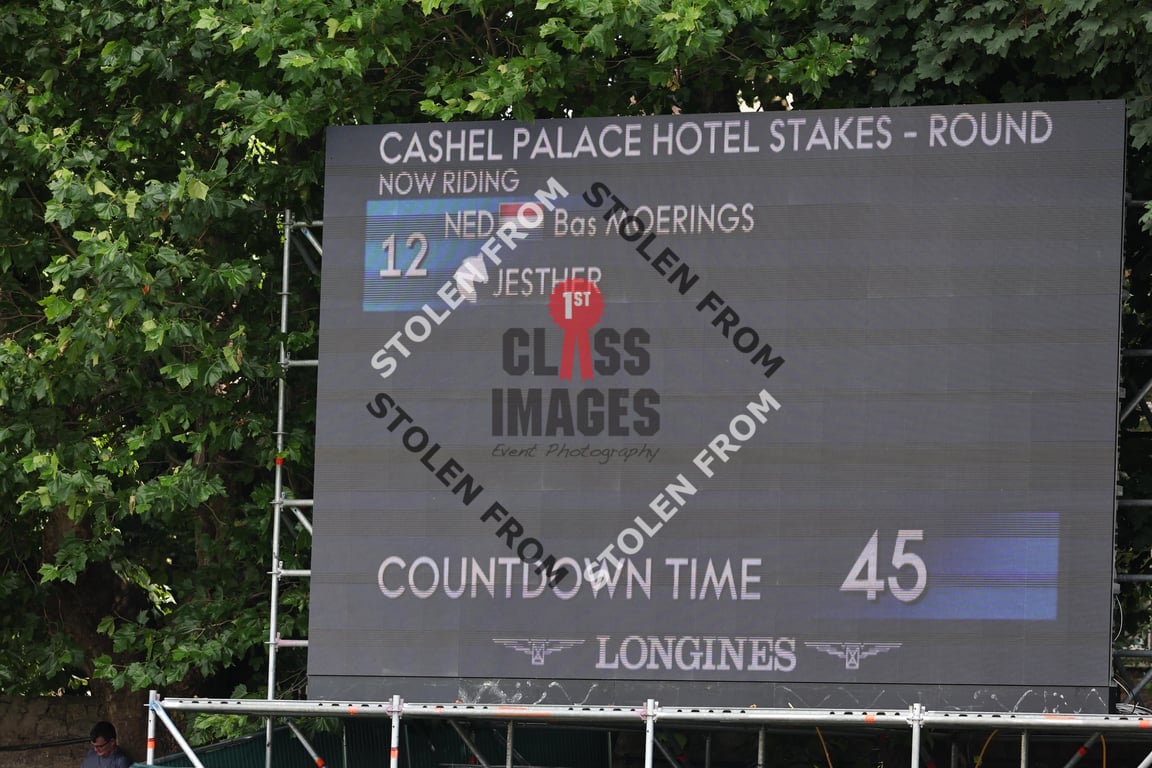 CASHEL PALACE HOTEL STAKES - ROUND
NOW RIDING
12
NED Bas MOERINGS
JESTHER
STOLEN FROM
STOLEN FROM
1ST
CLASS
IMAGES
Event Photography
STOLEN FROM
STOLEN FROM
COUNTDOWN TIME 45
LONGINES